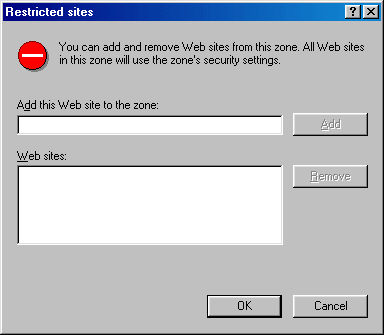 Restricted sites
You can add and remove Web sites from this zone. All Web sites
in this zone will use the zone's security settings.
Add this Web site to the zone:
Add
Web sites:
Remove
OK
Cancel